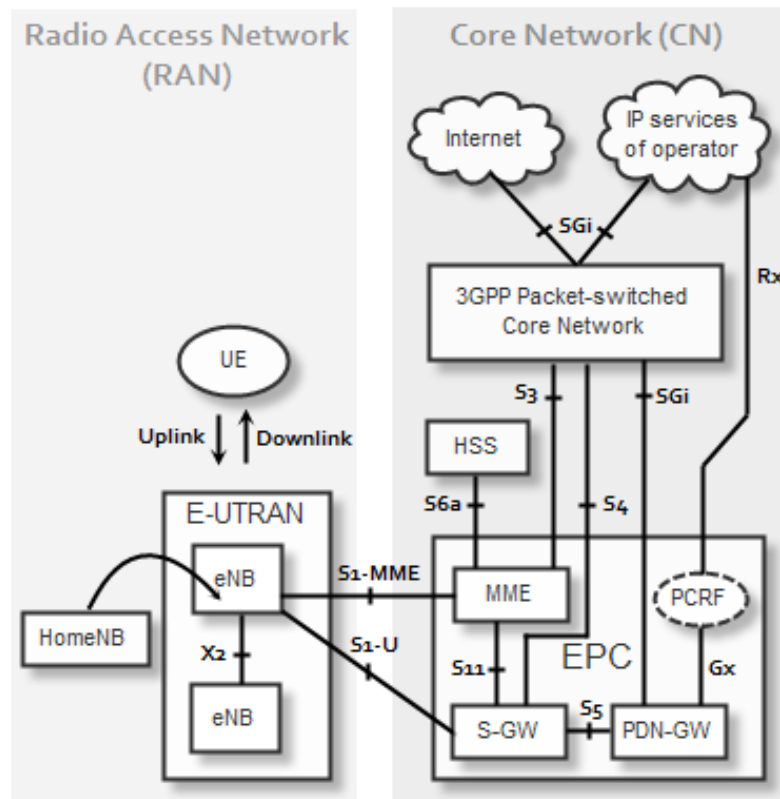 Radio Access Network
(RAN)
Core Network (CN)
Internet
IP services
of operator
SGi
Rx
3GPP Packet-switched
Core Network
UE
S3
SGi
Uplink
Downlink
HSS
S6a
S4
E-UTRAN
eNB
S1-MME
MME
PCRF
HomeNB
X2
S1-U
S11
EPC
Gx
eNB
S-GW
S5
PDN-GW